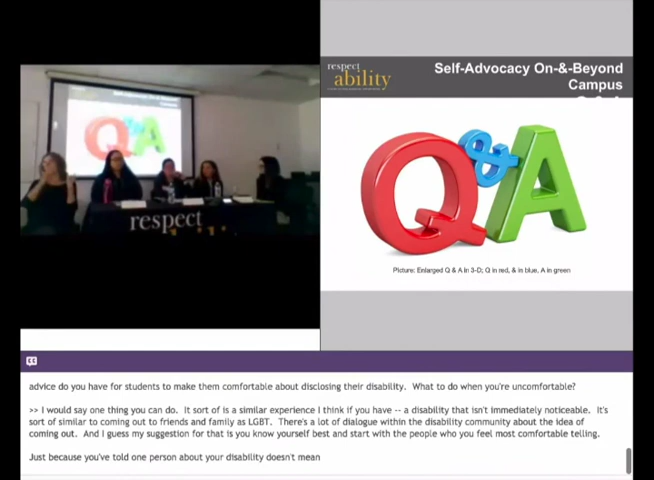 respect
ability
Self-Advocacy On-&-Beyond
Campus
Q&A
Picture: Enlarged Q & A In 3-D; Q in red, & in blue, A in green
Q&A
respect
advice do you have for students to make them comfortable about disclosing their disability. What to do when you're uncomfortable?
>> I would say one thing you can do. It sort of is a similar experience I think if you have -- a disability that isn't immediately noticeable. It's
sort of similar to coming out to friends and family as LGBT. There's a lot of dialogue within the disability community about the idea of
coming out. And I guess my suggestion for that is you know yourself best and start with the people who you feel most comfortable telling.
Just because you've told one person about your disability doesn't mean